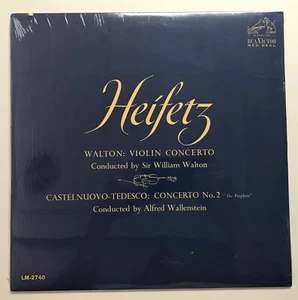 RCA VICTOR
RED SEAL
Heifetz
WALTON: VIOLIN CONCERTO
Conducted by Sir William Walton
CASTELNUOVO-TEDESCO: CONCERTO No. 2 "The Prophets"
Conducted by Alfred Wallenstein
LM-2740